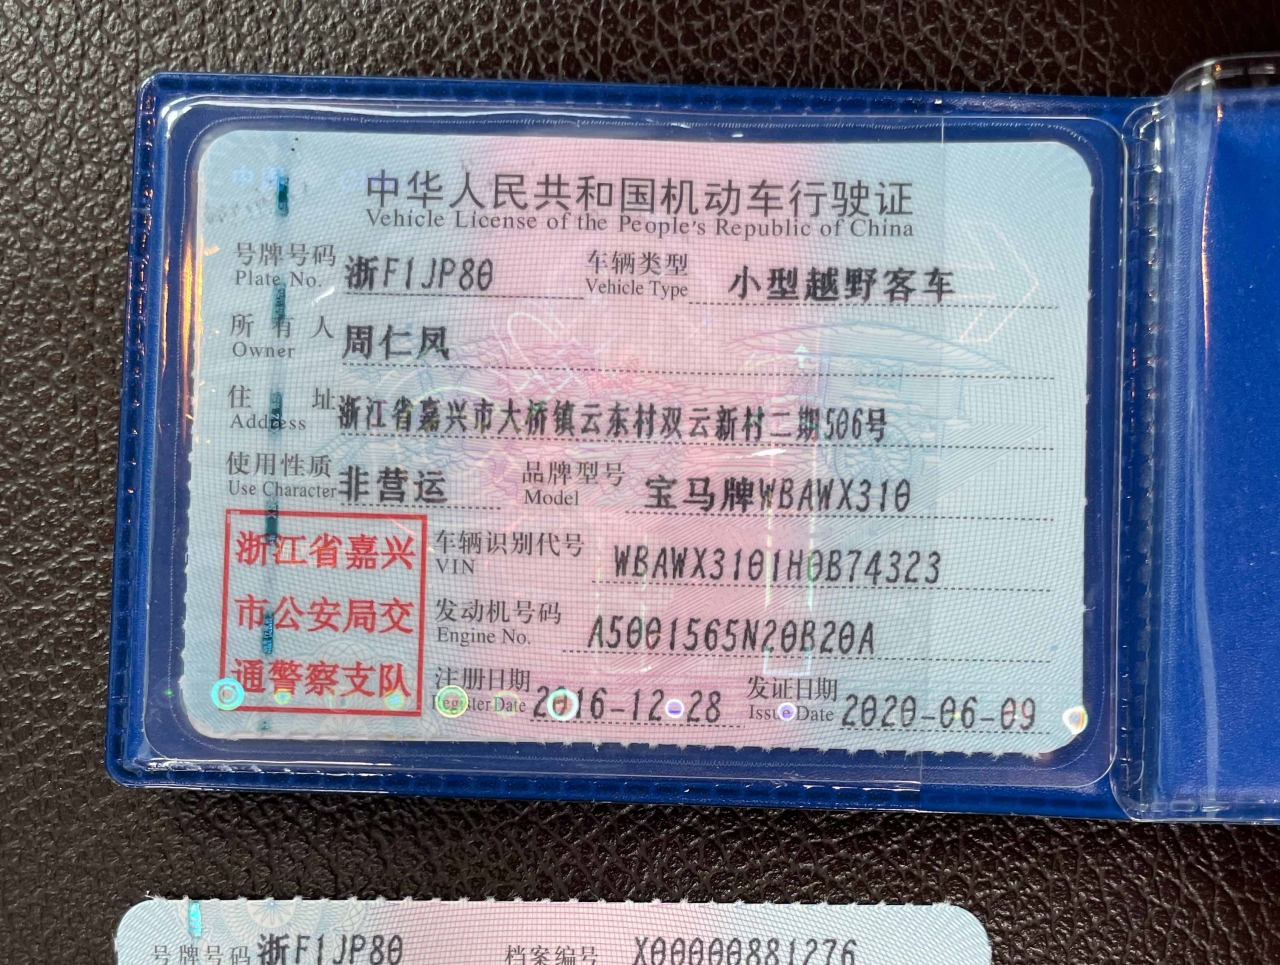 中华人民共和国机动车行驶证
Vehicle License of the People's Republic of China
号牌号码 浙F1JP80 车辆类型 小型越野客车
Plate No. Vehicle Type
所有人 周仁凤
Owner
住址 浙江省嘉兴市大桥镇云东村双云新村二期506号
Address
使用性质 非营运 品牌型号 宝马牌WBAWX310
Use Character Model
浙江省嘉兴
市公安局交
通警察支队
车辆识别代号 WBAWX3101H0B74323
VIN
发动机号码 A5001565N20B20A
Engine No.
注册日期 2016-12-28 发证日期 2020-06-09
Register Date Issue Date
号牌号码 浙F1JP80 档案编号 X00000881276